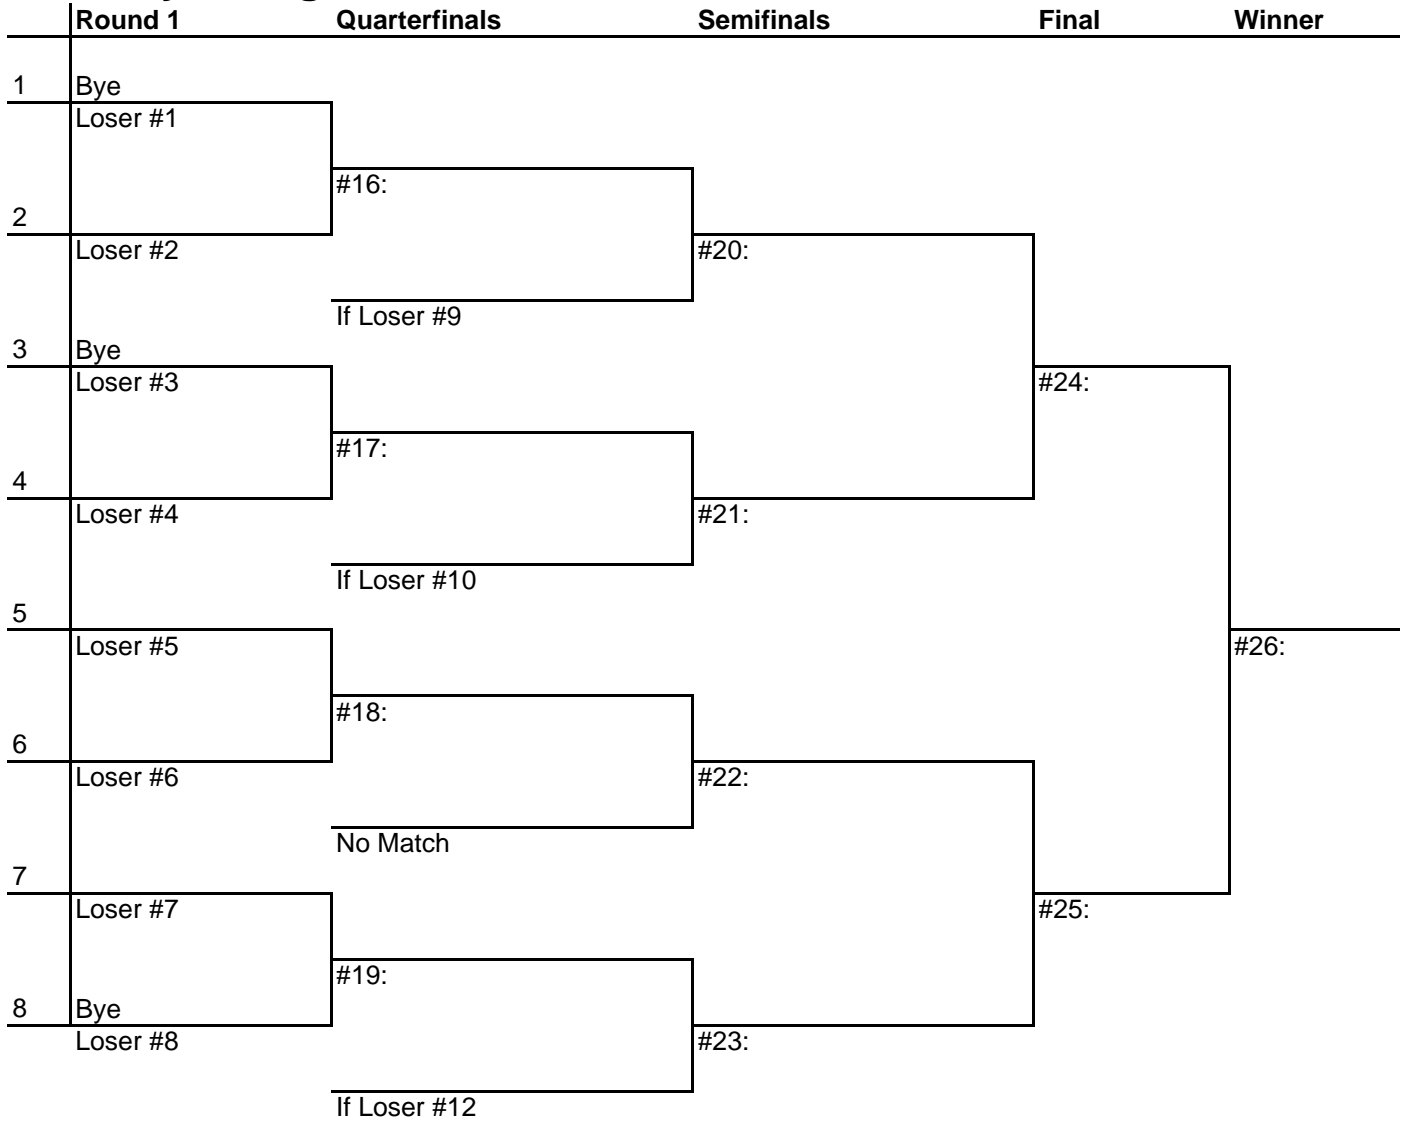 Round 1 Quarterfinals Semifinals Final Winner
1 Bye
Loser #1
#16:
2
Loser #2
#20:
If Loser #9
3 Bye
Loser #3
#24:
#17:
4
Loser #4
#21:
If Loser #10
5
Loser #5
#26:
#18:
6
Loser #6
#22:
No Match
7
Loser #7
#25:
#19:
8 Bye
Loser #8
#23:
If Loser #12